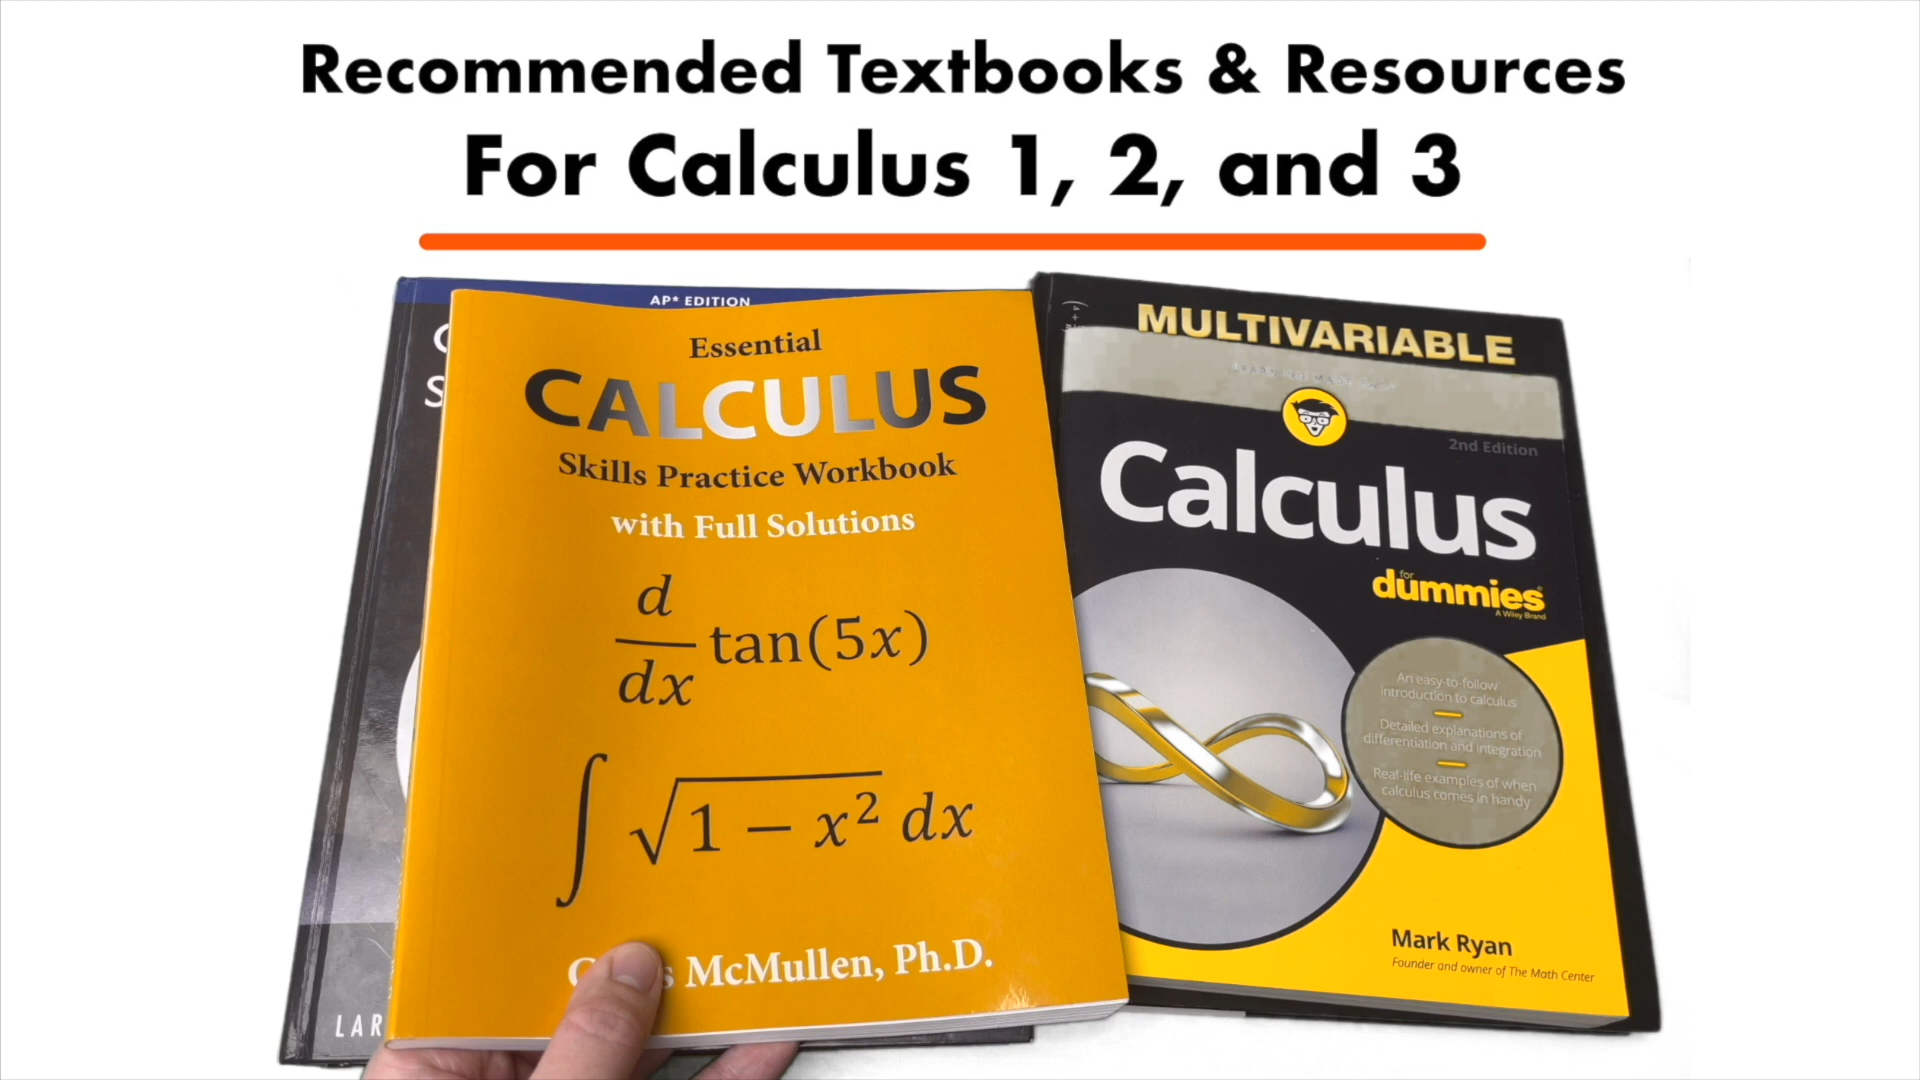 Recommended Textbooks & Resources
For Calculus 1, 2, and 3
AP* EDITION
Essential
CALCULUS
Skills Practice Workbook
with Full Solutions
d
dx tan(5x)
∫ √1 − x² dx
McMullen, Ph.D.
LAR
MULTIVARIABLE
2nd Edition
Calculus
for
dummies
A Wiley Brand
An easy-to-follow
introduction to calculus
Detailed explanations of
differentiation and integration
Real-life examples of when
calculus comes in handy
Mark Ryan
Founder and owner of The Math Center